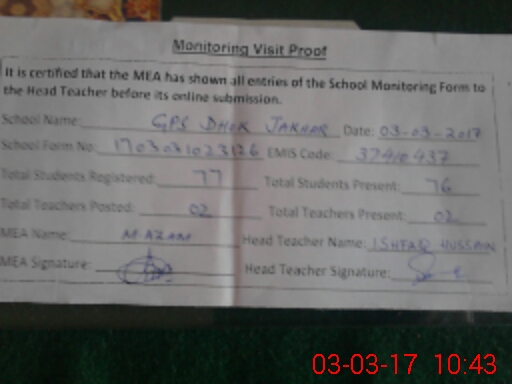 Monitoring Visit Proof
It is certified that the MEA has shown all entries of the School Monitoring Form to
the Head Teacher before its online submission.
School Name: GPS DHOK JAKHAR Date: 03-03-2017
School Form No: 1703031023126 EMIS Code: 37410437
Total Students Registered: 77 Total Students Present: 76
Total Teachers Posted: 02 Total Teachers Present: 02
MEA Name: M AZAM Head Teacher Name: ISHFAQ HUSSAIN
MEA Signature: Head Teacher Signature:
03-03-17 10:43